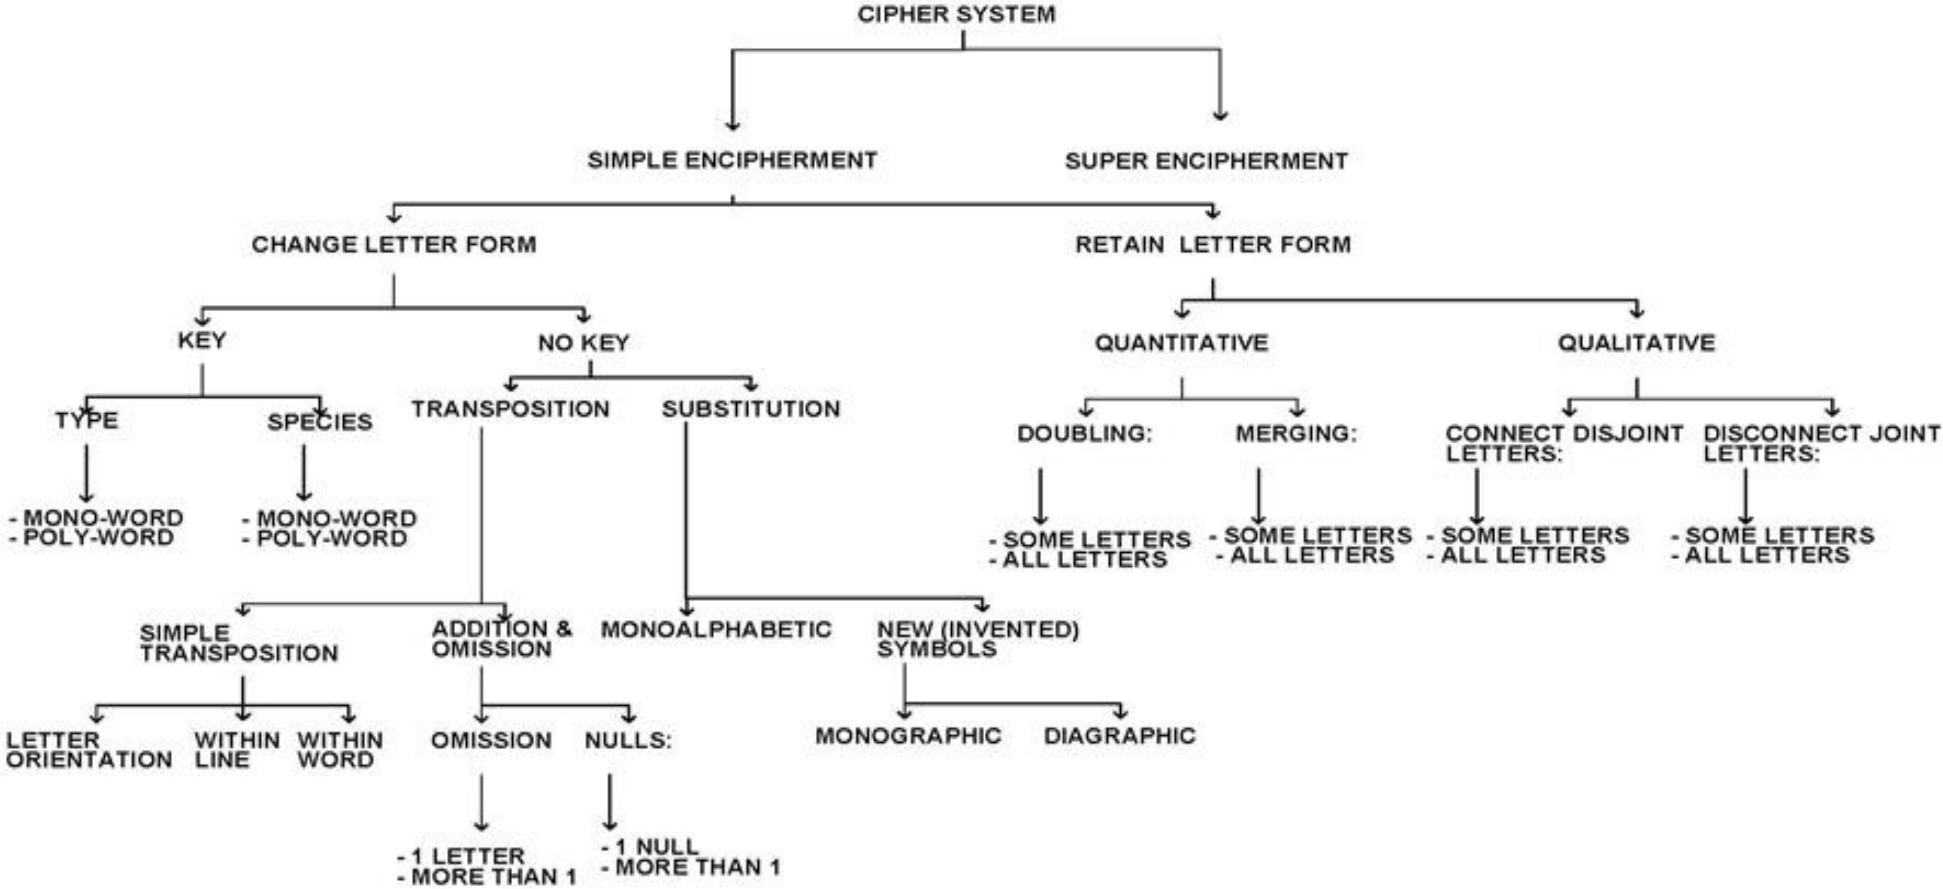 CIPHER SYSTEM
SIMPLE ENCIPHERMENT
SUPER ENCIPHERMENT
CHANGE LETTER FORM
RETAIN LETTER FORM
KEY
NO KEY
QUANTITATIVE
QUALITATIVE
TYPE
SPECIES
TRANSPOSITION
SUBSTITUTION
DOUBLING:
MERGING:
CONNECT DISJOINT
LETTERS:
DISCONNECT JOINT
LETTERS:
- MONO-WORD
- POLY-WORD
- MONO-WORD
- POLY-WORD
- SOME LETTERS
- ALL LETTERS
- SOME LETTERS
- ALL LETTERS
- SOME LETTERS
- ALL LETTERS
- SOME LETTERS
- ALL LETTERS
SIMPLE
TRANSPOSITION
ADDITION &
OMISSION
MONOALPHABETIC
NEW (INVENTED)
SYMBOLS
LETTER
ORIENTATION
WITHIN
LINE
WITHIN
WORD
OMISSION
NULLS:
MONOGRAPHIC
DIAGRAPHIC
- 1 LETTER
- MORE THAN 1
- 1 NULL
- MORE THAN 1